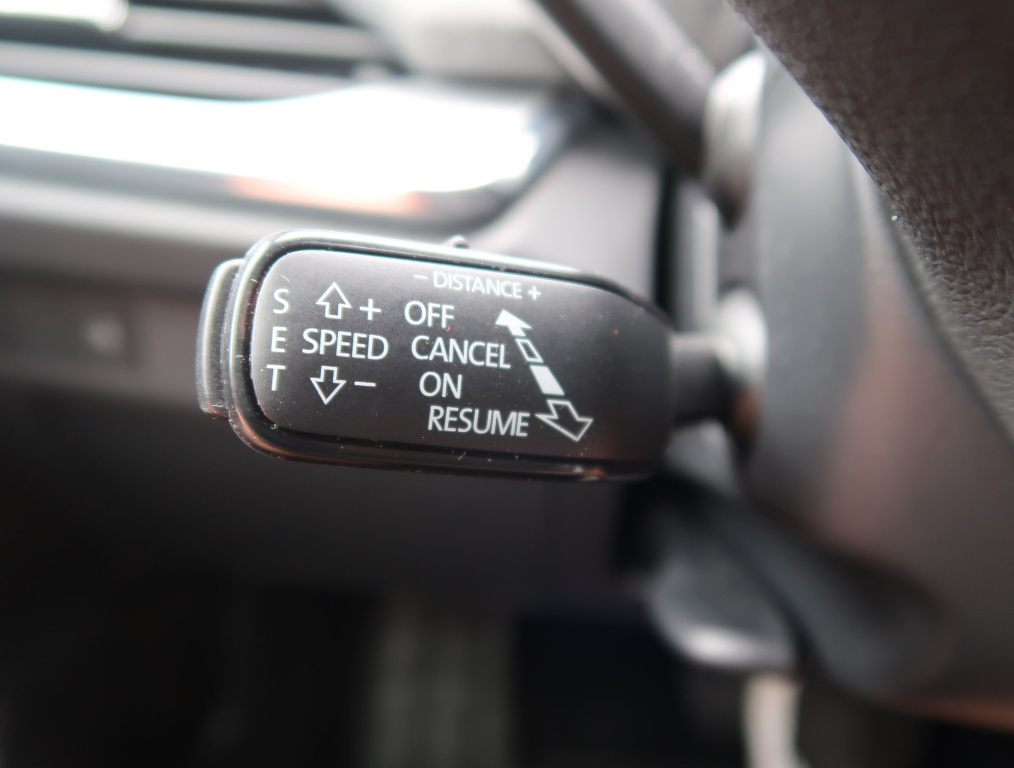 - DISTANCE +
S + OFF
E SPEED CANCEL
T - ON
RESUME